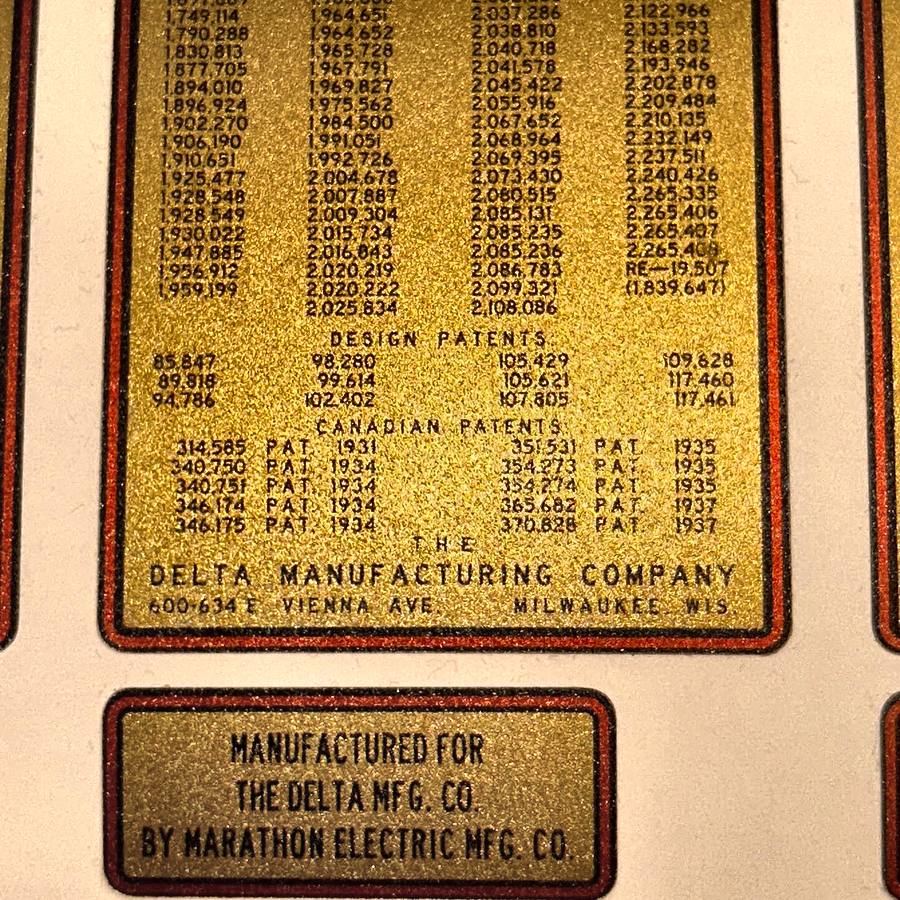 1,749,114 1,964,651 2,037,286 2,122,966
1,790,288 1,964,652 2,038,810 2,133,593
1,830,813 1,965,728 2,040,718 2,168,282
1,877,705 1,967,791 2,041,578 2,193,946
1,894,010 1,969,827 2,045,422 2,202,878
1,896,924 1,975,562 2,055,916 2,209,484
1,902,270 1,984,500 2,067,652 2,210,135
1,906,190 1,991,051 2,068,964 2,232,149
1,910,651 1,992,726 2,069,395 2,237,511
1,925,477 2,004,678 2,073,430 2,240,426
1,928,548 2,007,887 2,080,515 2,265,335
1,928,549 2,009,304 2,085,131 2,265,406
1,930,022 2,015,734 2,085,235 2,265,407
1,947,885 2,016,843 2,085,236 2,265,408
1,956,912 2,020,219 2,086,783 RE—19,507
1,959,199 2,020,222 2,099,321 (1,839,647)
2,025,834 2,108,086
DESIGN PATENTS
85,847 98,280 105,429 109,628
89,818 99,614 105,621 117,460
94,786 102,402 107,805 117,461
CANADIAN PATENTS
314,585 PAT. 1931 351,531 PAT. 1935
340,750 PAT. 1934 354,273 PAT. 1935
340,751 PAT. 1934 354,274 PAT. 1935
346,174 PAT. 1934 365,682 PAT. 1937
346,175 PAT. 1934 370,828 PAT. 1937
THE
DELTA MANUFACTURING COMPANY
600-634 E VIENNA AVE. MILWAUKEE, WIS.
MANUFACTURED FOR
THE DELTA MFG. CO.
BY MARATHON ELECTRIC MFG. CO.